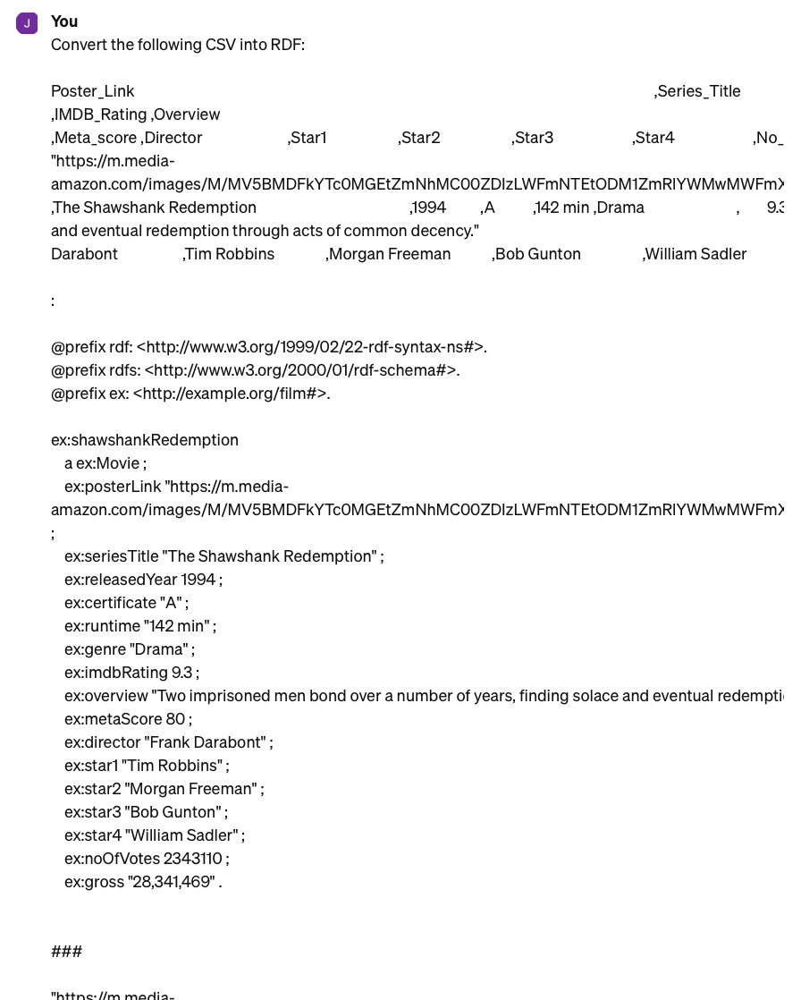 J You
Convert the following CSV into RDF:
Poster_Link ,Series_Title
,IMDB_Rating ,Overview
,Meta_score ,Director ,Star1 ,Star2 ,Star3 ,Star4 ,No_
"https://m.media-
amazon.com/images/M/MV5BMDFkYTc0MGEtZmNhMC00ZDIzLWFmNTEtODM1ZmRlYWMwMWFmX
,The Shawshank Redemption ,1994 ,A ,142 min ,Drama , 9.3
and eventual redemption through acts of common decency."
Darabont ,Tim Robbins ,Morgan Freeman ,Bob Gunton ,William Sadler
:
@prefix rdf: <http://www.w3.org/1999/02/22-rdf-syntax-ns#>.
@prefix rdfs: <http://www.w3.org/2000/01/rdf-schema#>.
@prefix ex: <http://example.org/film#>.
ex:shawshankRedemption
a ex:Movie ;
ex:posterLink "https://m.media-
amazon.com/images/M/MV5BMDFkYTc0MGEtZmNhMC00ZDIzLWFmNTEtODM1ZmRlYWMwMWFmX
;
ex:seriesTitle "The Shawshank Redemption" ;
ex:releasedYear 1994 ;
ex:certificate "A" ;
ex:runtime "142 min" ;
ex:genre "Drama" ;
ex:imdbRating 9.3 ;
ex:overview "Two imprisoned men bond over a number of years, finding solace and eventual redempti
ex:metaScore 80 ;
ex:director "Frank Darabont" ;
ex:star1 "Tim Robbins" ;
ex:star2 "Morgan Freeman" ;
ex:star3 "Bob Gunton" ;
ex:star4 "William Sadler" ;
ex:noOfVotes 2343110 ;
ex:gross "28,341,469" .
###
"https://m.media-